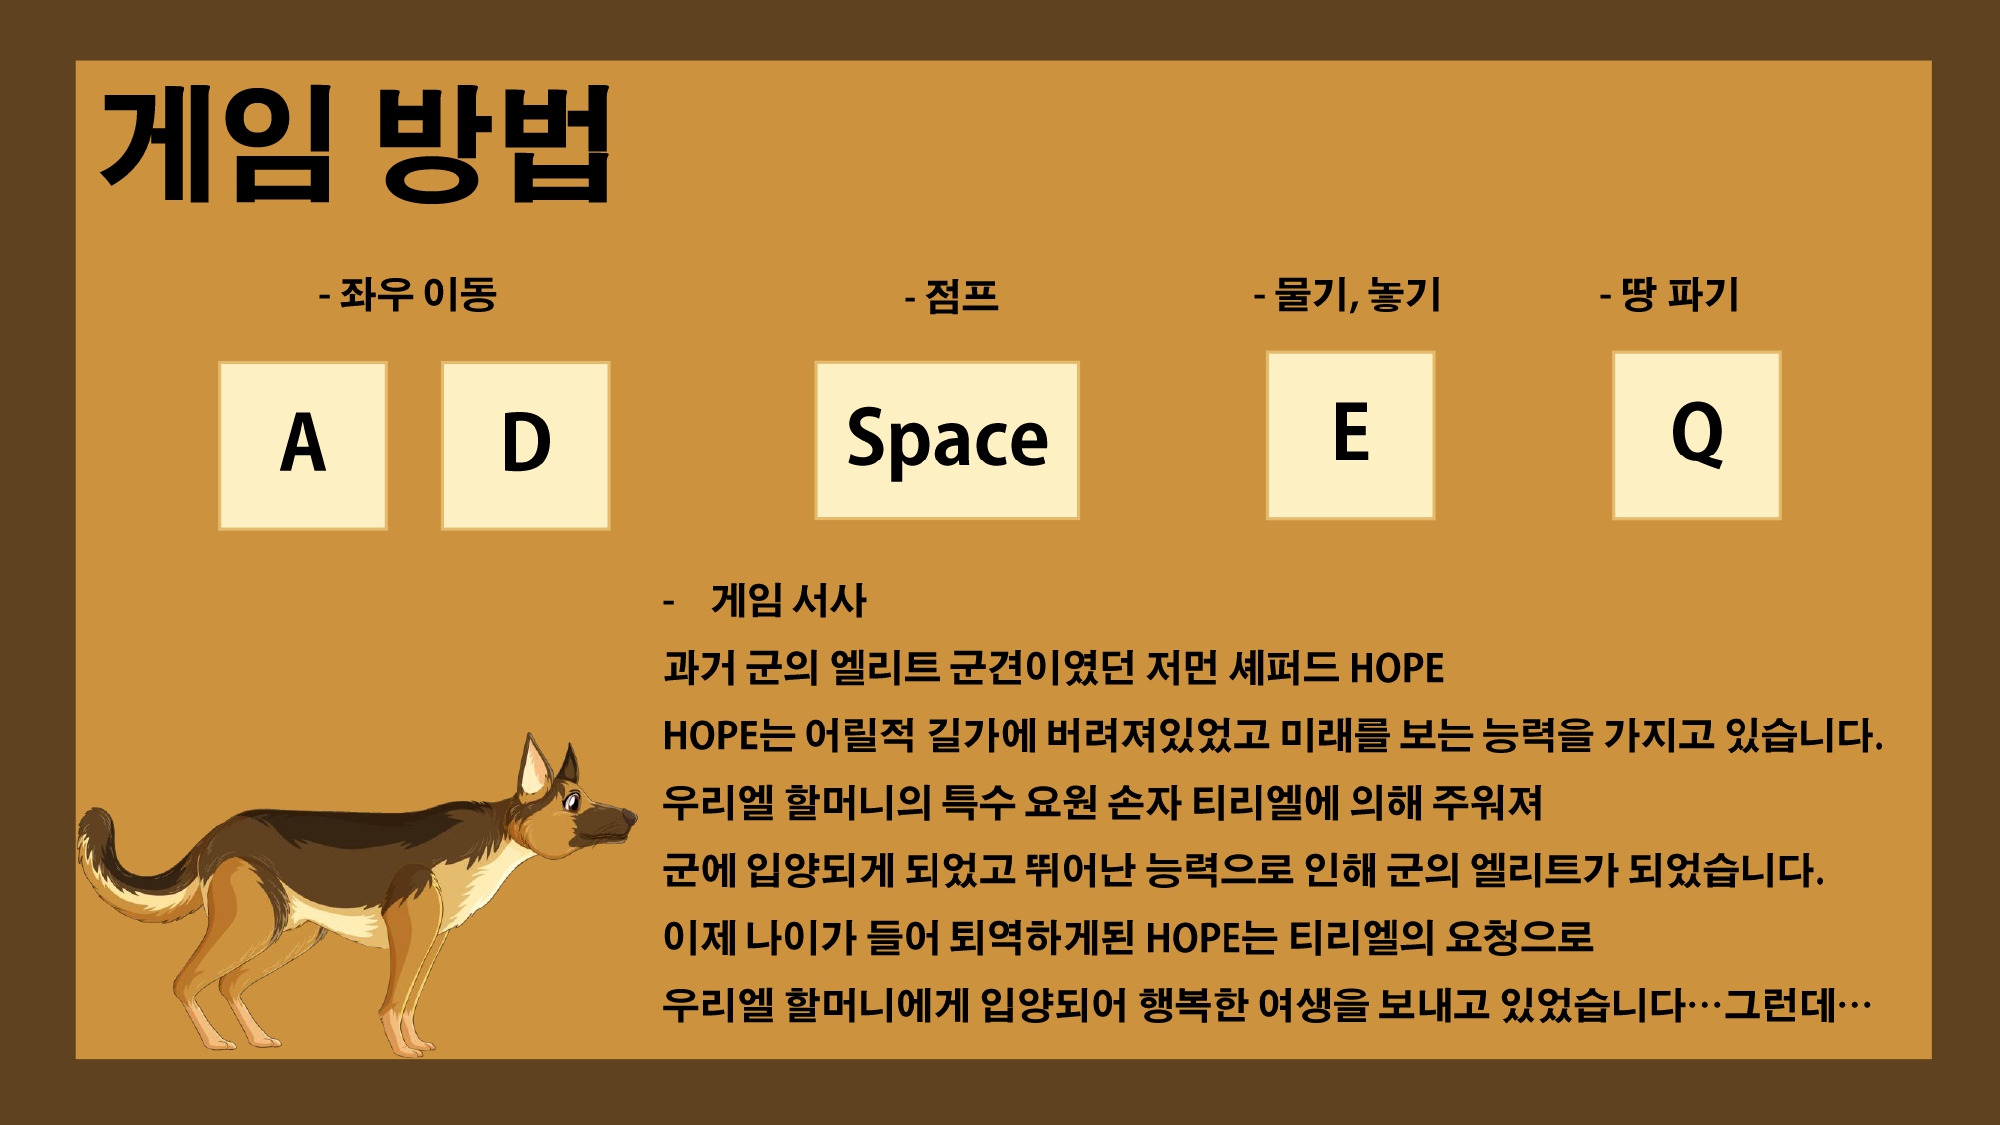 게임 방법
- 좌우 이동
- 점프
- 물기, 놓기
- 땅 파기
A
D
Space
E
Q
- 게임 서사
과거 군의 엘리트 군견이였던 저먼 셰퍼드 HOPE
HOPE는 어릴적 길가에 버려져있었고 미래를 보는 능력을 가지고 있습니다.
우리엘 할머니의 특수 요원 손자 티리엘에 의해 주워져
군에 입양되게 되었고 뛰어난 능력으로 인해 군의 엘리트가 되었습니다.
이제 나이가 들어 퇴역하게된 HOPE는 티리엘의 요청으로
우리엘 할머니에게 입양되어 행복한 여생을 보내고 있었습니다…그런데…